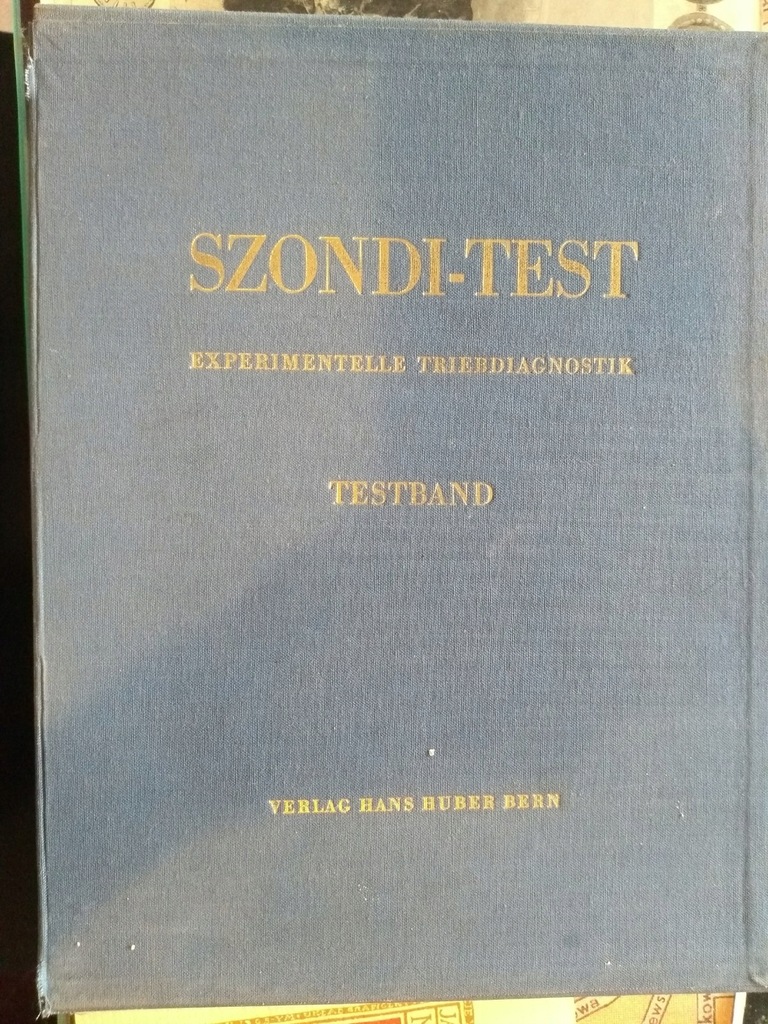 SZONDI-TEST
EXPERIMENTELLE TRIEBDIAGNOSTIK
TESTBAND
VERLAG HANS HUBER BERN